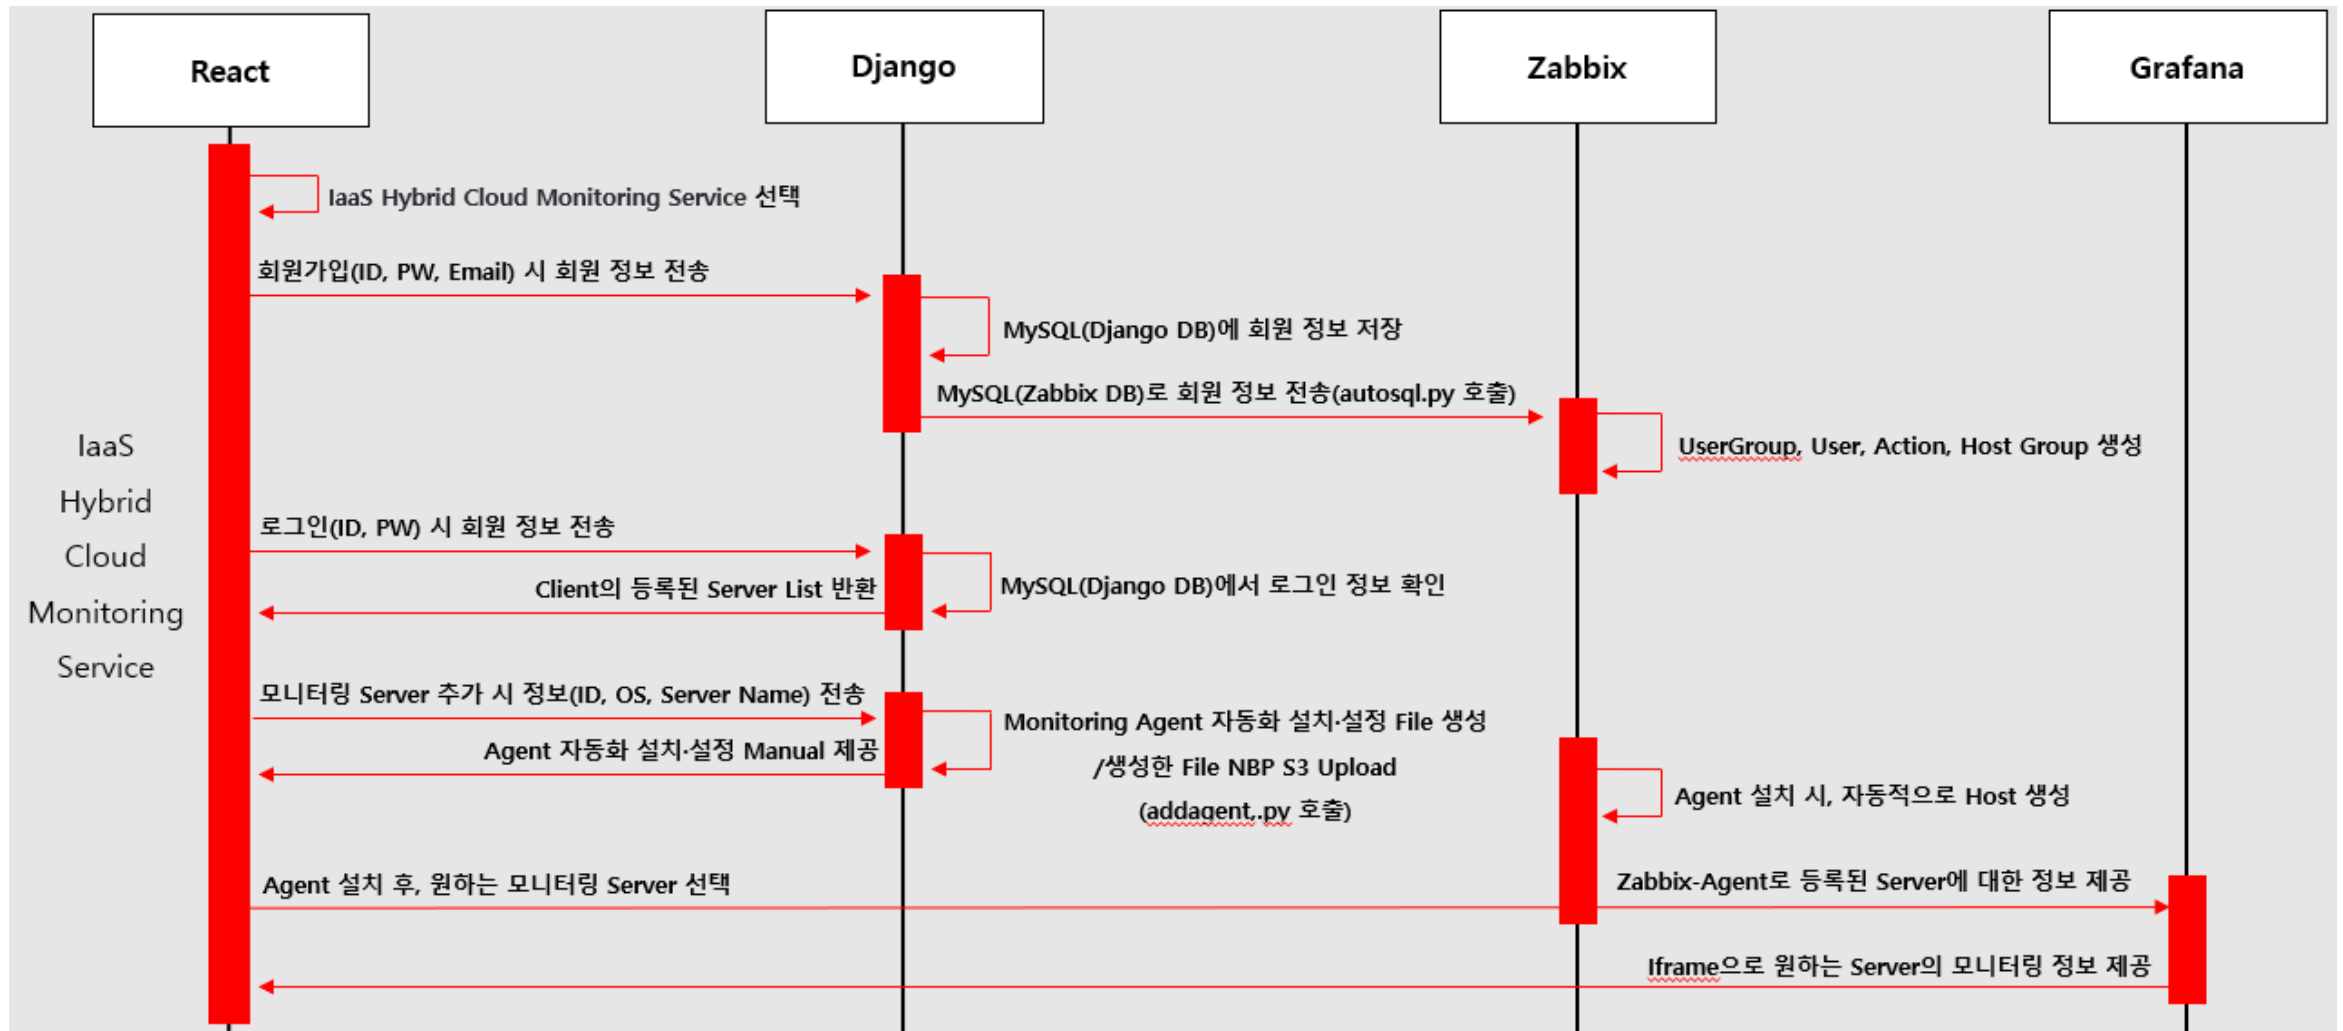 React
Django
Zabbix
Grafana
IaaS Hybrid Cloud Monitoring Service 선택
회원가입(ID, PW, Email) 시 회원 정보 전송
MySQL(Django DB)에 회원 정보 저장
MySQL(Zabbix DB)로 회원 정보 전송(autosql.py 호출)
UserGroup, User, Action, Host Group 생성
IaaS
Hybrid
Cloud
Monitoring
Service
로그인(ID, PW) 시 회원 정보 전송
MySQL(Django DB)에서 로그인 정보 확인
Client의 등록된 Server List 반환
모니터링 Server 추가 시 정보(ID, OS, Server Name) 전송
Monitoring Agent 자동화 설치·설정 File 생성
/생성한 File NBP S3 Upload
(addagent,.py 호출)
Agent 자동화 설치·설정 Manual 제공
Agent 설치 시, 자동적으로 Host 생성
Agent 설치 후, 원하는 모니터링 Server 선택
Zabbix-Agent로 등록된 Server에 대한 정보 제공
Iframe으로 원하는 Server의 모니터링 정보 제공